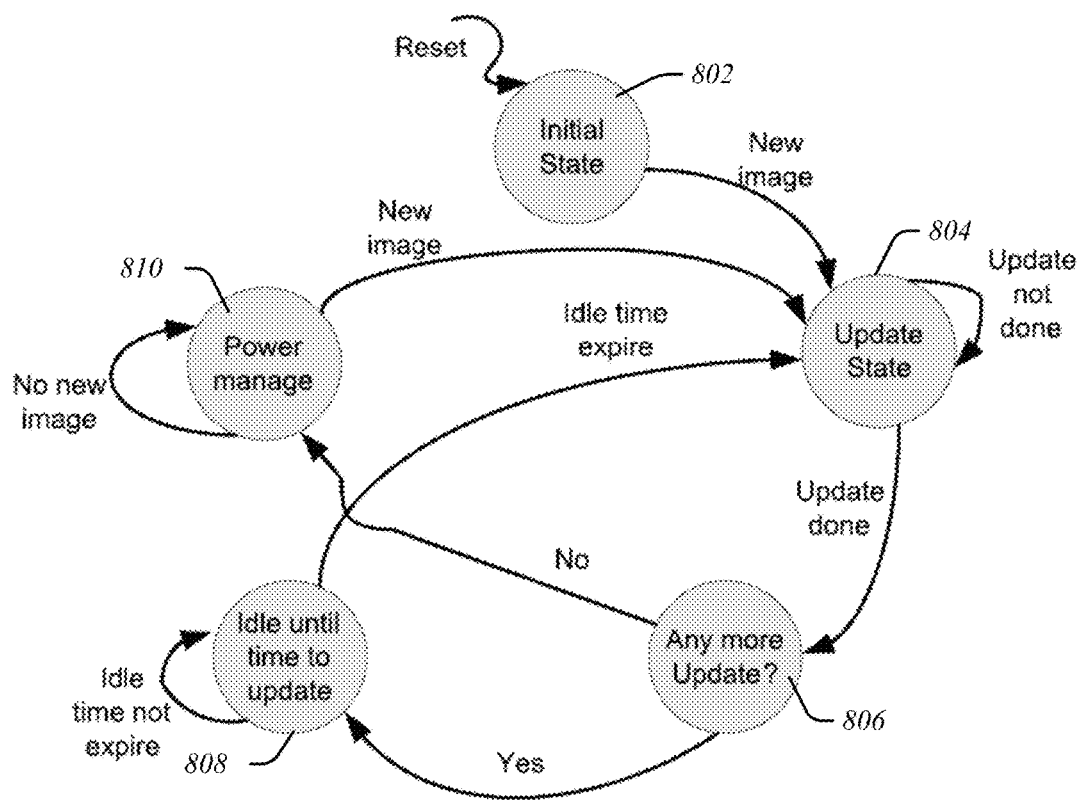 Reset
802
Initial
State
New
image
New
image
804
Update
not
done
810
Idle time
expire
Power
manage
Update
State
No new
image
Update
done
No
Idle until
time to
update
Any more
Update?
Idle
time not
expire
806
808
Yes